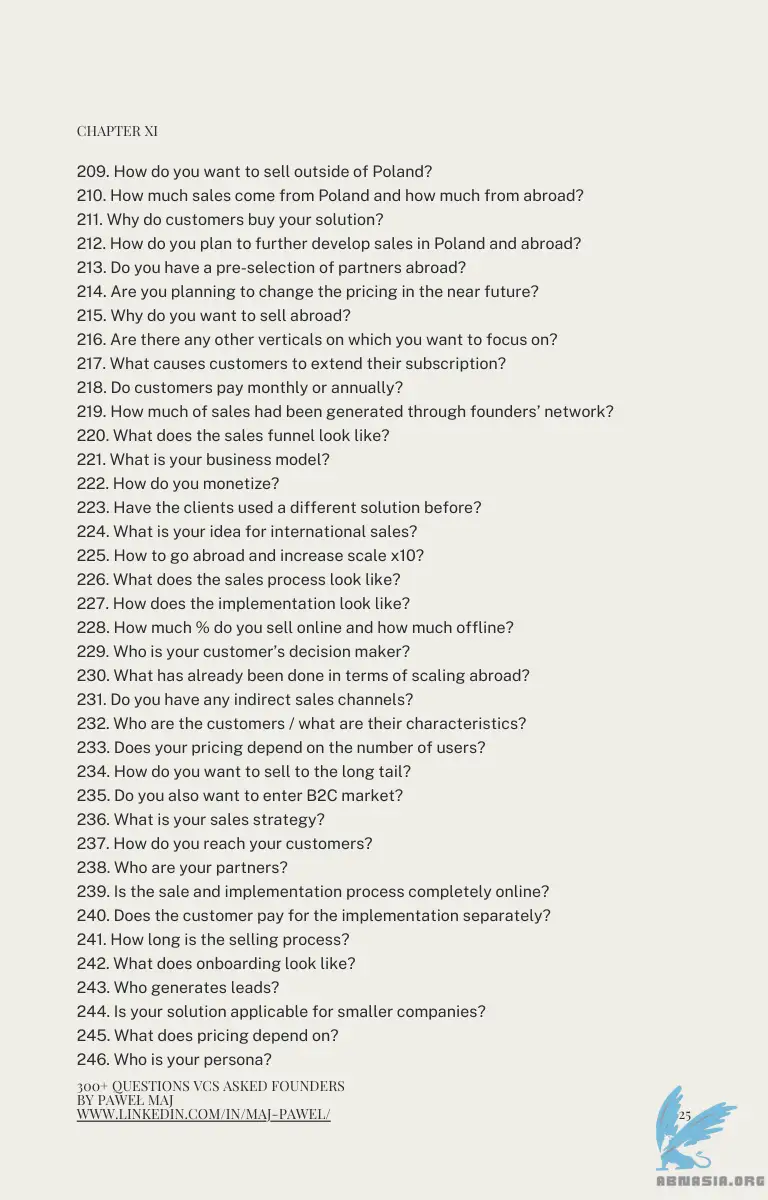 CHAPTER XI
209. How do you want to sell outside of Poland?
210. How much sales come from Poland and how much from abroad?
211. Why do customers buy your solution?
212. How do you plan to further develop sales in Poland and abroad?
213. Do you have a pre-selection of partners abroad?
214. Are you planning to change the pricing in the near future?
215. Why do you want to sell abroad?
216. Are there any other verticals on which you want to focus on?
217. What causes customers to extend their subscription?
218. Do customers pay monthly or annually?
219. How much of sales had been generated through founders’ network?
220. What does the sales funnel look like?
221. What is your business model?
222. How do you monetize?
223. Have the clients used a different solution before?
224. What is your idea for international sales?
225. How to go abroad and increase scale x10?
226. What does the sales process look like?
227. How does the implementation look like?
228. How much % do you sell online and how much offline?
229. Who is your customer’s decision maker?
230. What has already been done in terms of scaling abroad?
231. Do you have any indirect sales channels?
232. Who are the customers / what are their characteristics?
233. Does your pricing depend on the number of users?
234. How do you want to sell to the long tail?
235. Do you also want to enter B2C market?
236. What is your sales strategy?
237. How do you reach your customers?
238. Who are your partners?
239. Is the sale and implementation process completely online?
240. Does the customer pay for the implementation separately?
241. How long is the selling process?
242. What does onboarding look like?
243. Who generates leads?
244. Is your solution applicable for smaller companies?
245. What does pricing depend on?
246. Who is your persona?
300+ QUESTIONS VCS ASKED FOUNDERS
BY PAWEŁ MAJ
WWW.LINKEDIN.COM/IN/MAJ-PAWEL/
25
ABNASIA.ORG